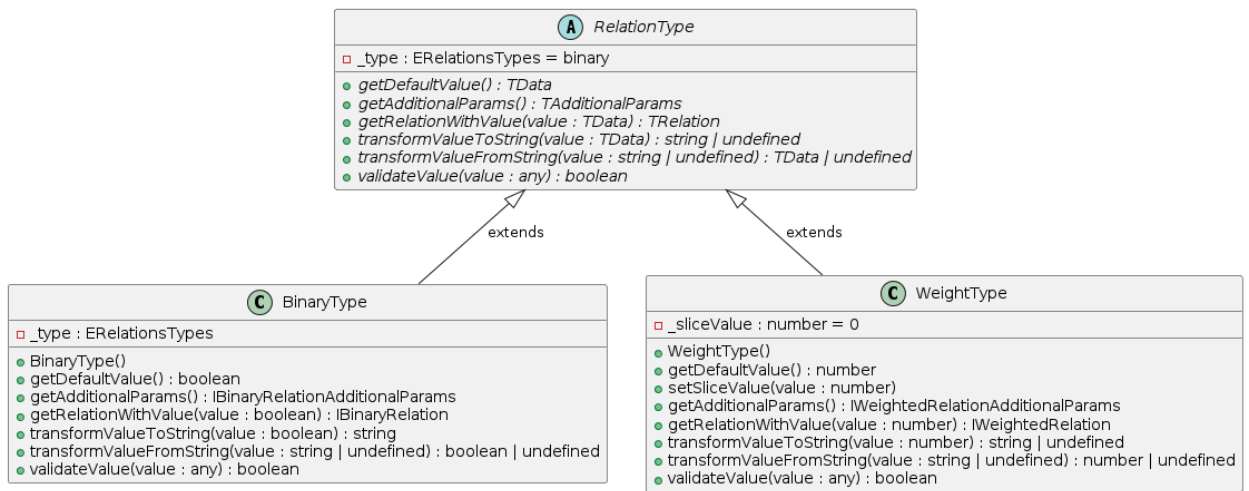 A RelationType
_type : ERelationsTypes = binary
getDefaultValue() : TData
getAdditionalParams() : TAdditionalParams
getRelationWithValue(value : TData) : TRelation
transformValueToString(value : TData) : string | undefined
transformValueFromString(value : string | undefined) : TData | undefined
validateValue(value : any) : boolean
extends
extends
C BinaryType
_type : ERelationsTypes
BinaryType()
getDefaultValue() : boolean
getAdditionalParams() : IBinaryRelationAdditionalParams
getRelationWithValue(value : boolean) : IBinaryRelation
transformValueToString(value : boolean) : string
transformValueFromString(value : string | undefined) : boolean | undefined
validateValue(value : any) : boolean
C WeightType
_sliceValue : number = 0
WeightType()
getDefaultValue() : number
setSliceValue(value : number)
getAdditionalParams() : IWeightedRelationAdditionalParams
getRelationWithValue(value : number) : IWeightedRelation
transformValueToString(value : number) : string | undefined
transformValueFromString(value : string | undefined) : number | undefined
validateValue(value : any) : boolean